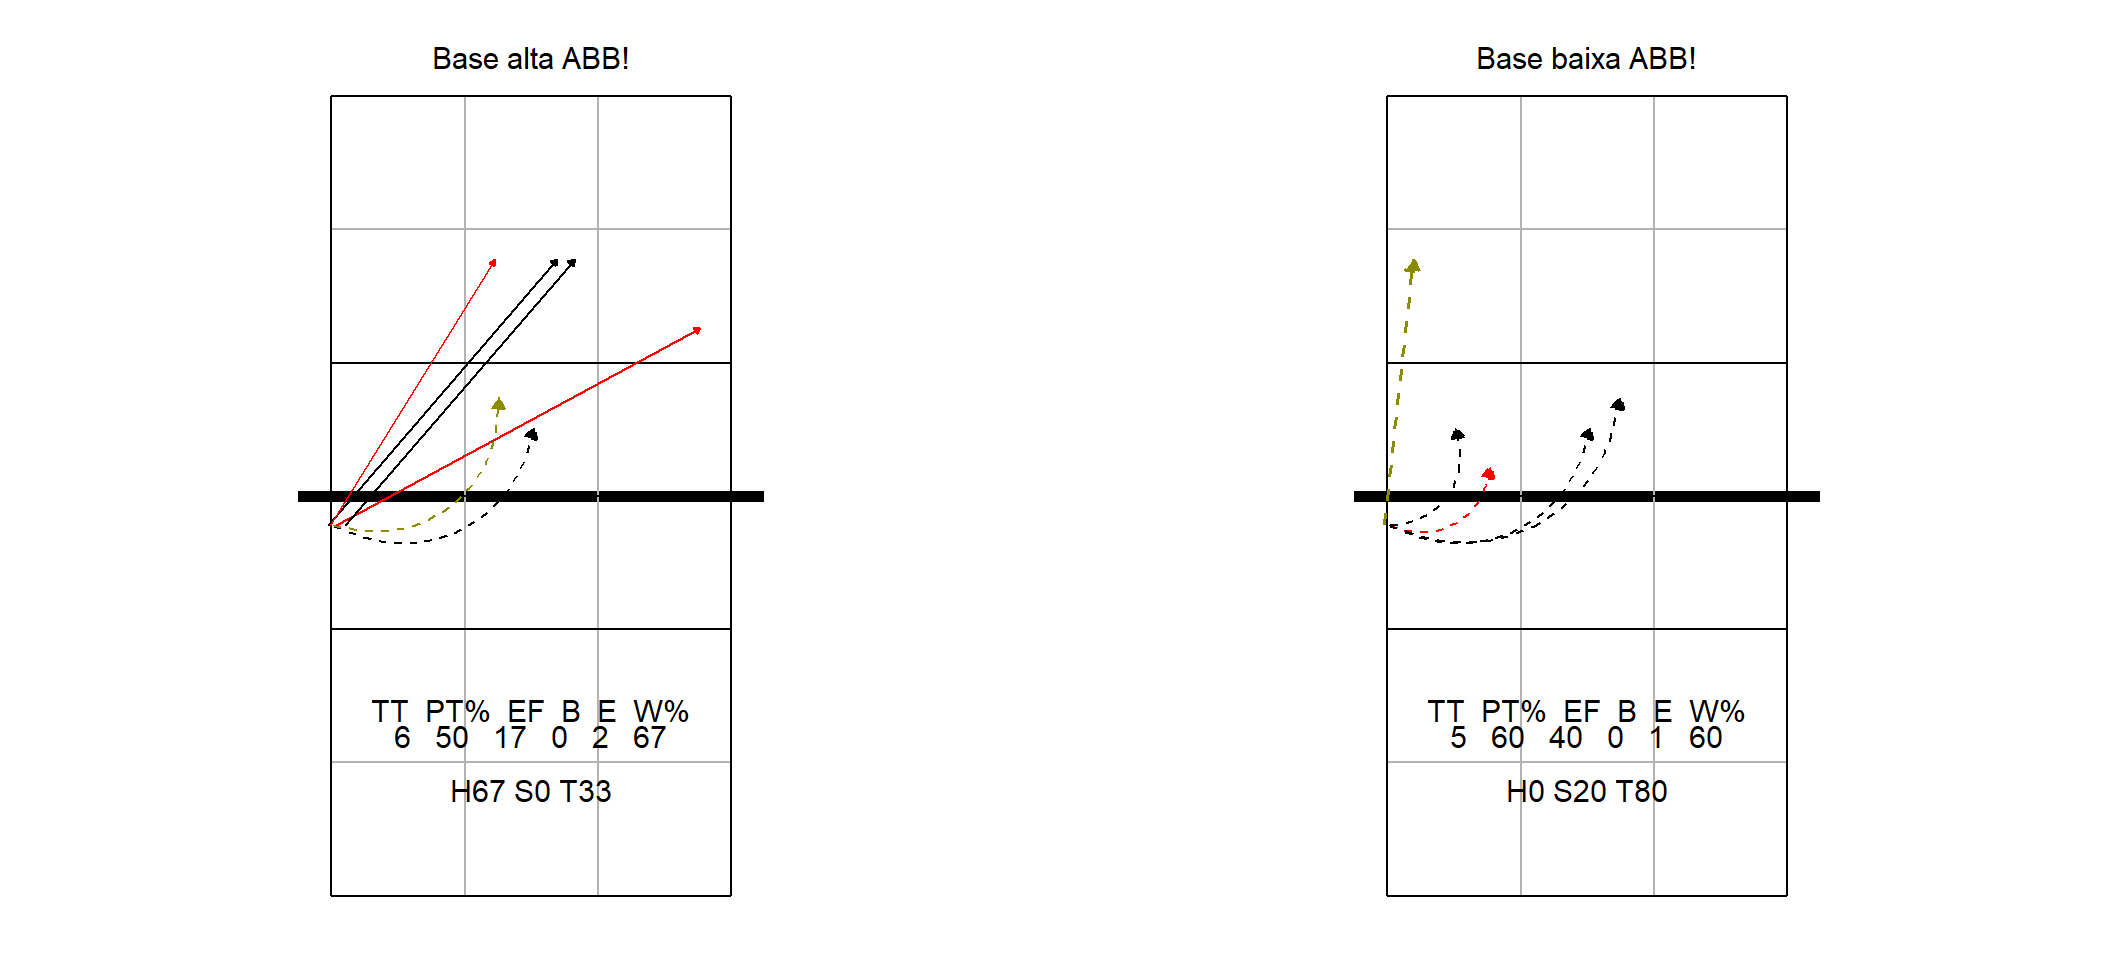 Base alta ABB!
TT PT% EF B E W%
6 50 17 0 2 67
H67 S0 T33
Base baixa ABB!
TT PT% EF B E W%
5 60 40 0 1 60
H0 S20 T80